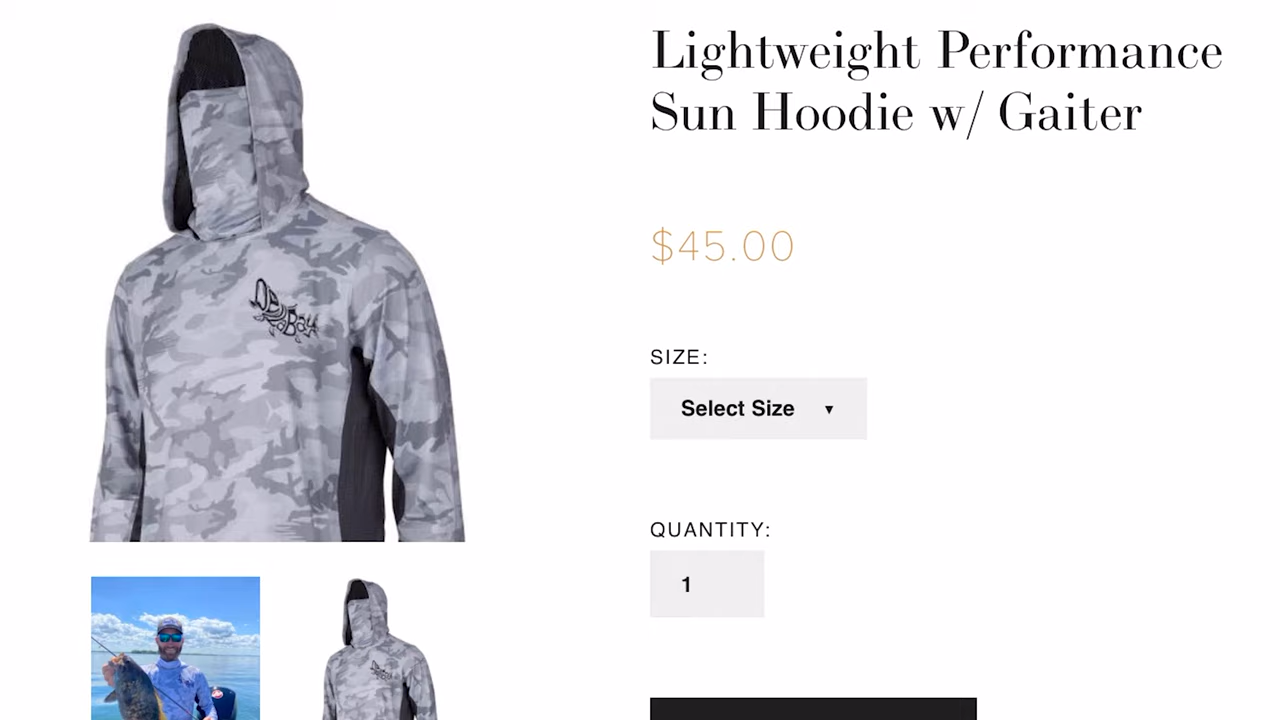 Lightweight Performance
Sun Hoodie w/ Gaiter
$45.00
SIZE:
Select Size ▼
QUANTITY:
1